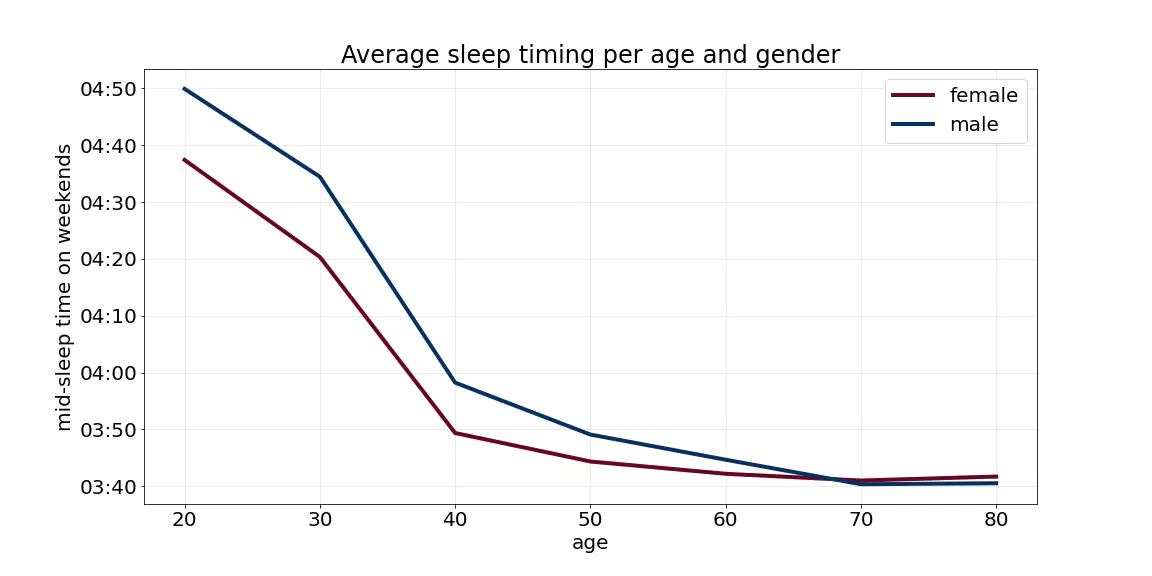 Average sleep timing per age and gender
female
male
mid-sleep time on weekends
04:50
04:40
04:30
04:20
04:10
04:00
03:50
03:40
20 30 40 50 60 70 80
age